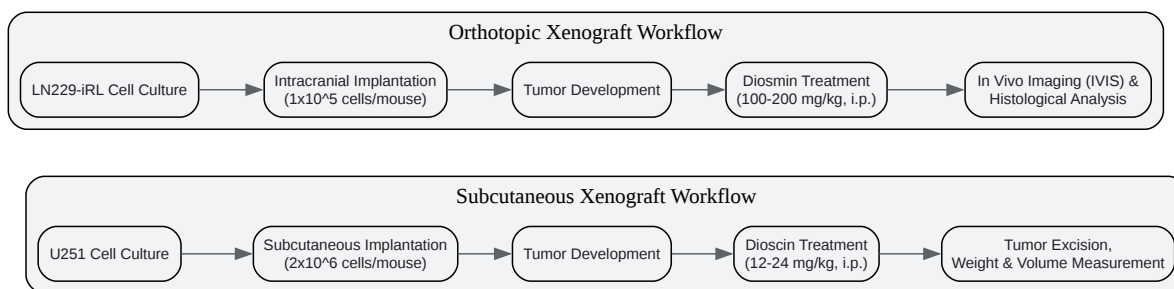 Orthotopic Xenograft Workflow
LN229-iRL Cell Culture
Intracranial Implantation
(1x10^5 cells/mouse)
Tumor Development
Diosmin Treatment
(100-200 mg/kg, i.p.)
In Vivo Imaging (IVIS) &
Histological Analysis
Subcutaneous Xenograft Workflow
U251 Cell Culture
Subcutaneous Implantation
(2x10^6 cells/mouse)
Tumor Development
Dioscin Treatment
(12-24 mg/kg, i.p.)
Tumor Excision,
Weight & Volume Measurement